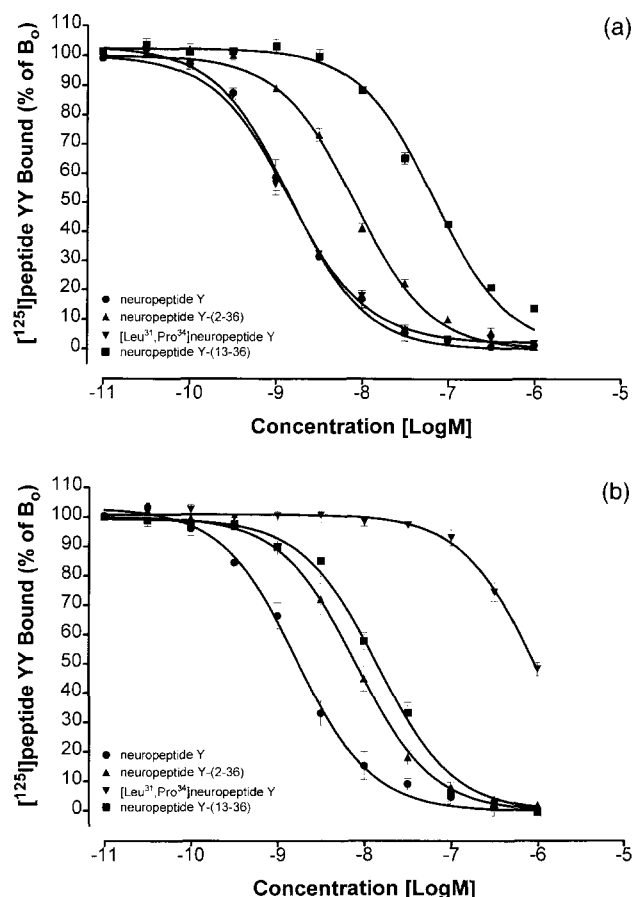 (a)
[125I]peptide YY Bound (% of Bo)
110
100
90
80
70
60
50
40
30
20
10
0
neuropeptide Y
neuropeptide Y-(2-36)
[Leu31,Pro34]neuropeptide Y
neuropeptide Y-(13-36)
-11
-10
-9
-8
-7
-6
-5
Concentration [LogM]
(b)
[125I]peptide YY Bound (% of Bo)
110
100
90
80
70
60
50
40
30
20
10
0
neuropeptide Y
neuropeptide Y-(2-36)
[Leu31,Pro34]neuropeptide Y
neuropeptide Y-(13-36)
-11
-10
-9
-8
-7
-6
-5
Concentration [LogM]